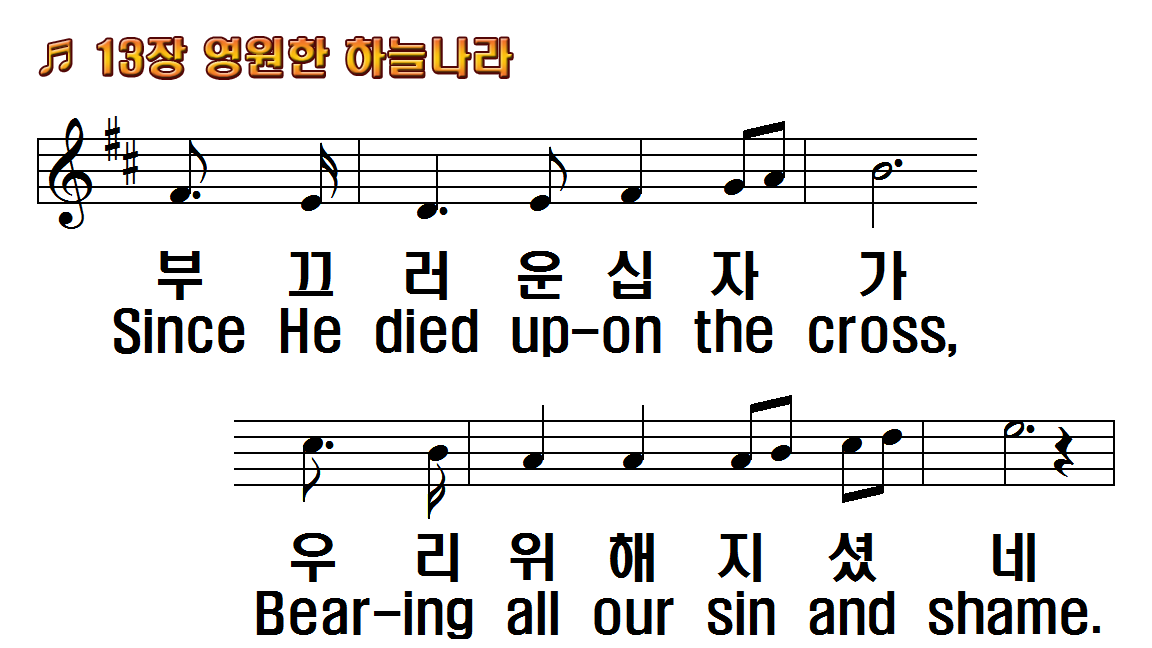 ♬ 13장 영원한 하늘나라
부 끄 러 운 십 자 가
Since He died up-on the cross,
우 리 위 해 지 셨 네
Bear-ing all our sin and shame.